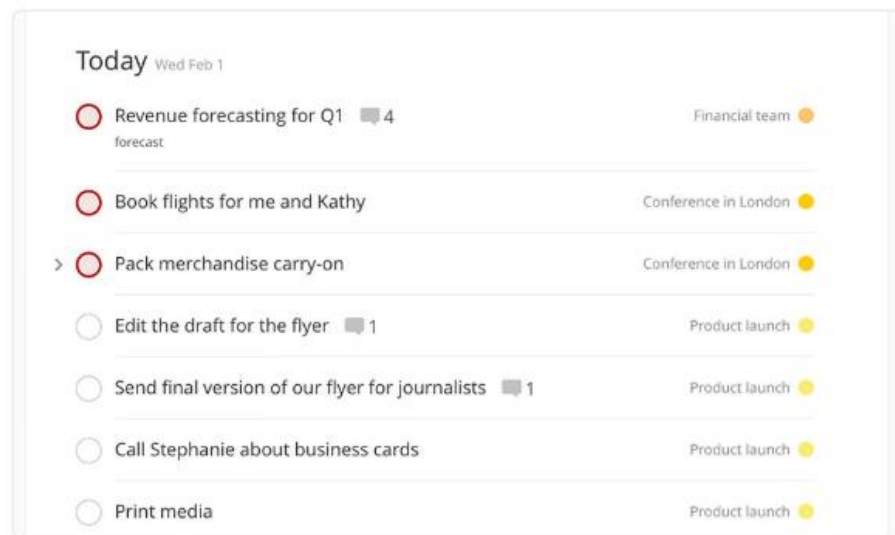 Today Wed Feb 1
Revenue forecasting for Q1 4 Financial team
forecast
Book flights for me and Kathy Conference in London
Pack merchandise carry-on Conference in London
Edit the draft for the flyer 1 Product launch
Send final version of our flyer for journalists 1 Product launch
Call Stephanie about business cards Product launch
Print media Product launch